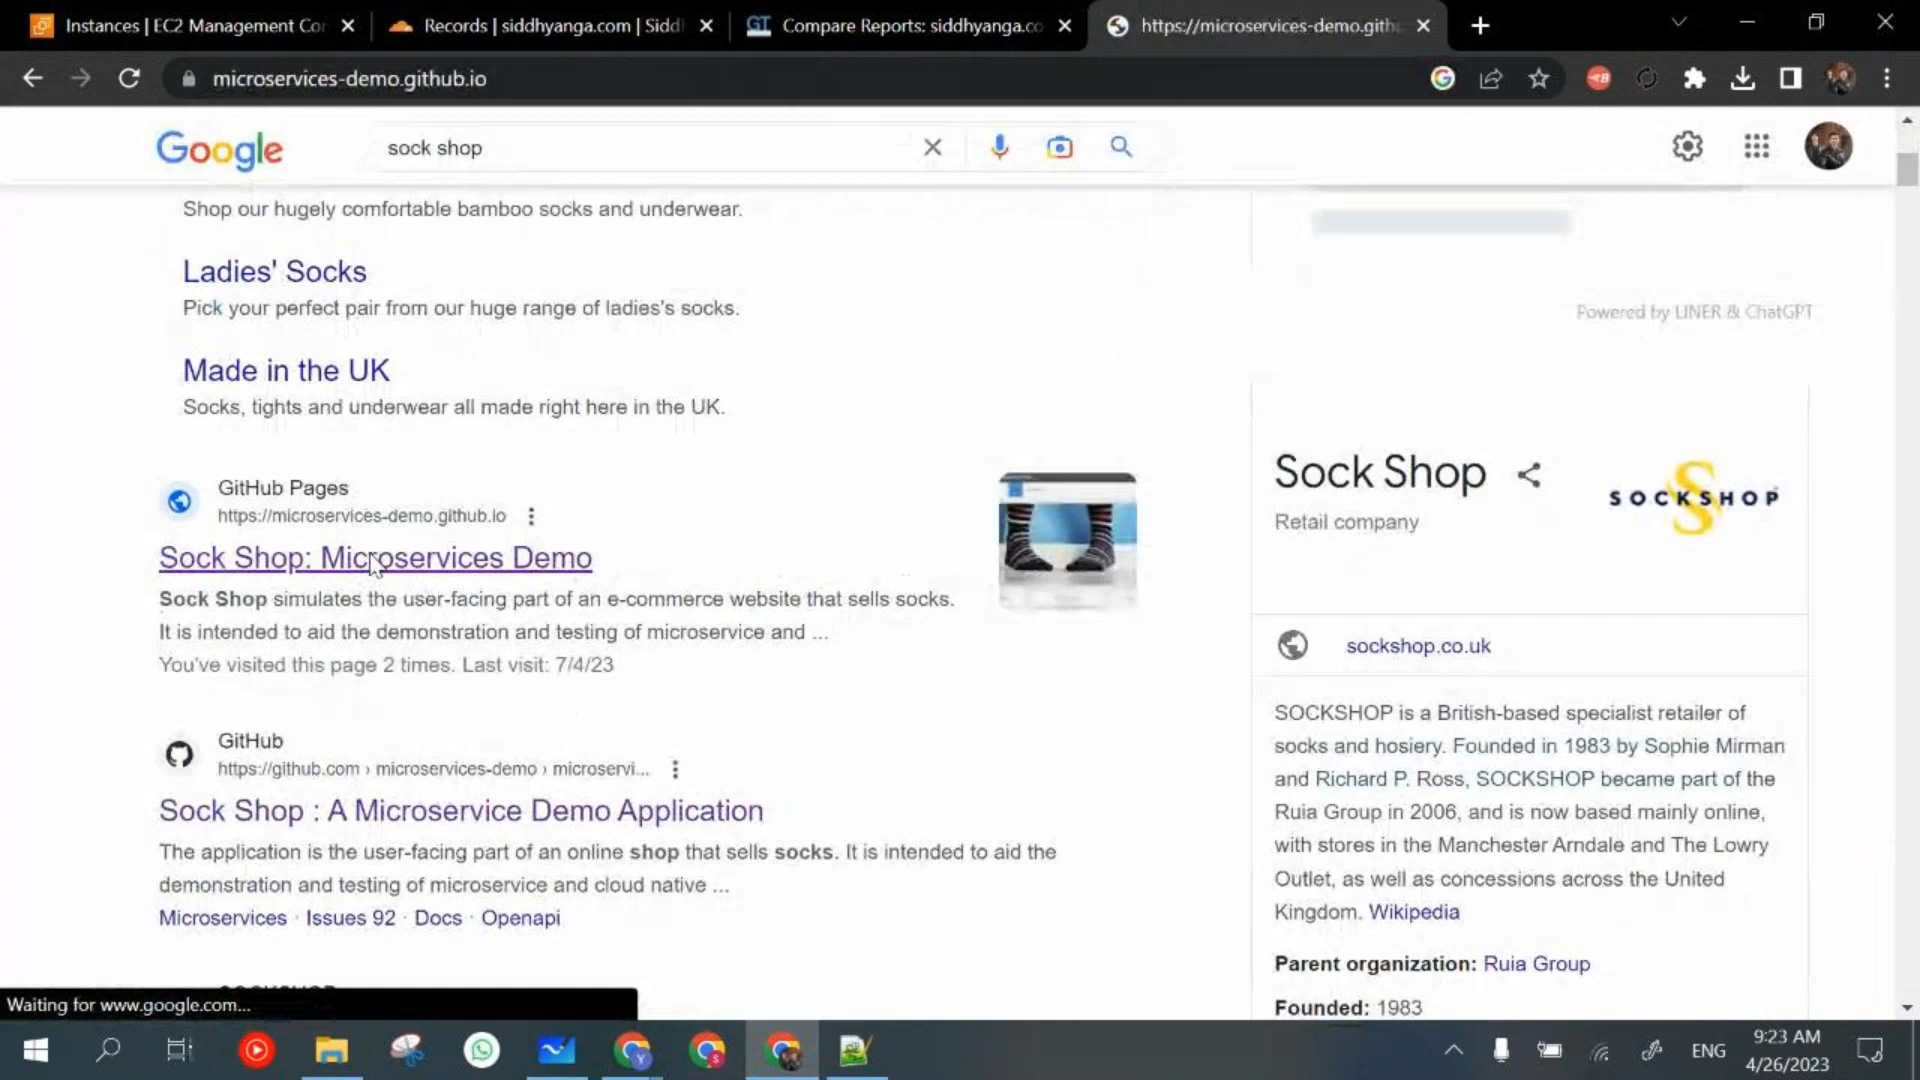 Instances | EC2 Management Con
Records | siddhyanga.com | Siddh
GT
Compare Reports: siddhyanga.co
https://microservices-demo.gith
microservices-demo.github.io
Google
sock shop
Shop our hugely comfortable bamboo socks and underwear.
Ladies' Socks
Pick your perfect pair from our huge range of ladies's socks.
Made in the UK
Socks, tights and underwear all made right here in the UK.
GitHub Pages
https://microservices-demo.github.io
Sock Shop: Microservices Demo
Sock Shop simulates the user-facing part of an e-commerce website that sells socks.
It is intended to aid the demonstration and testing of microservice and ...
You've visited this page 2 times. Last visit: 7/4/23
GitHub
https://github.com › microservices-demo › microservi...
Sock Shop : A Microservice Demo Application
The application is the user-facing part of an online shop that sells socks. It is intended to aid the
demonstration and testing of microservice and cloud native ...
Microservices · Issues 92 · Docs · Openapi
Powered by LINER & ChatGPT
Sock Shop
Retail company
SOCKSHOP
sockshop.co.uk
SOCKSHOP is a British-based specialist retailer of
socks and hosiery. Founded in 1983 by Sophie Mirman
and Richard P. Ross, SOCKSHOP became part of the
Ruia Group in 2006, and is now based mainly online,
with stores in the Manchester Arndale and The Lowry
Outlet, as well as concessions across the United
Kingdom. Wikipedia
Parent organization: Ruia Group
Founded: 1983
Waiting for www.google.com...
ENG
9:23 AM
4/26/2023